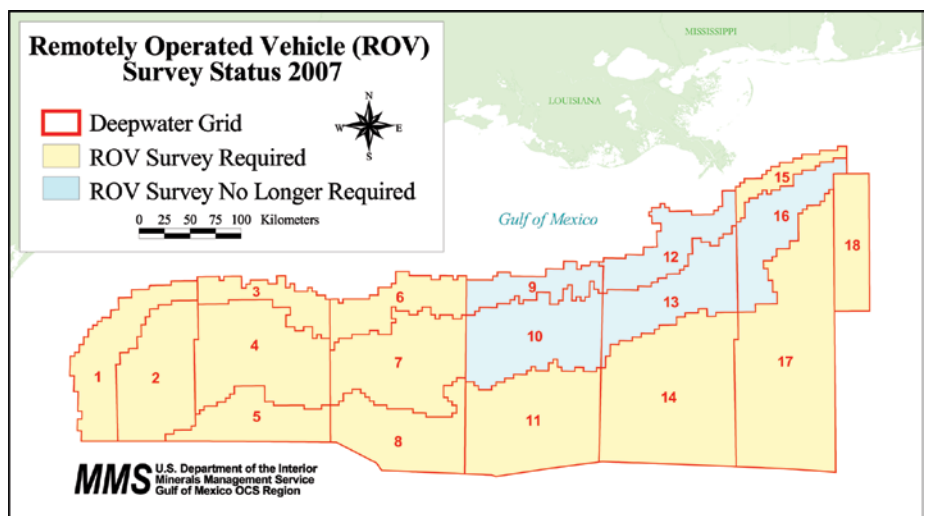 Remotely Operated Vehicle (ROV)
Survey Status 2007
N
W E
S
Deepwater Grid
ROV Survey Required
ROV Survey No Longer Required
0 25 50 75 100 Kilometers
MISSISSIPPI
LOUISIANA
Gulf of Mexico
15
16
18
12
9
3
6
13
10
4
7
17
1
2
14
5
11
8
MMS
U.S. Department of the Interior
Minerals Management Service
Gulf of Mexico OCS Region